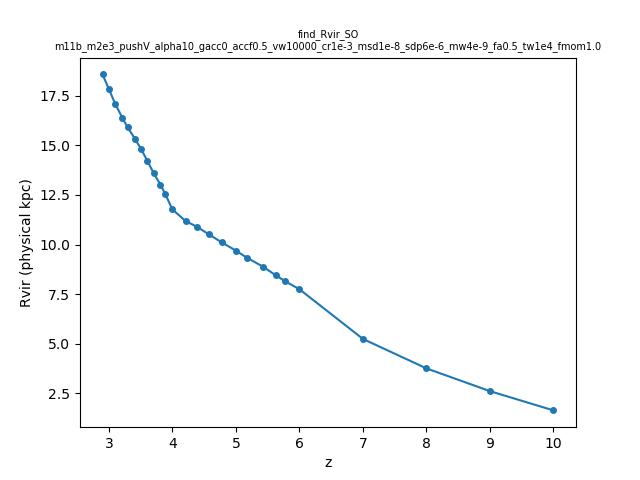 find_Rvir_SO
m11b_m2e3_pushV_alpha10_gacc0_accf0.5_vw10000_cr1e-3_msd1e-8_sdp6e-6_mw4e-9_fa0.5_tw1e4_fmom1.0
17.5
15.0
12.5
10.0
7.5
5.0
2.5
Rvir (physical kpc)
3 4 5 6 7 8 9 10
z